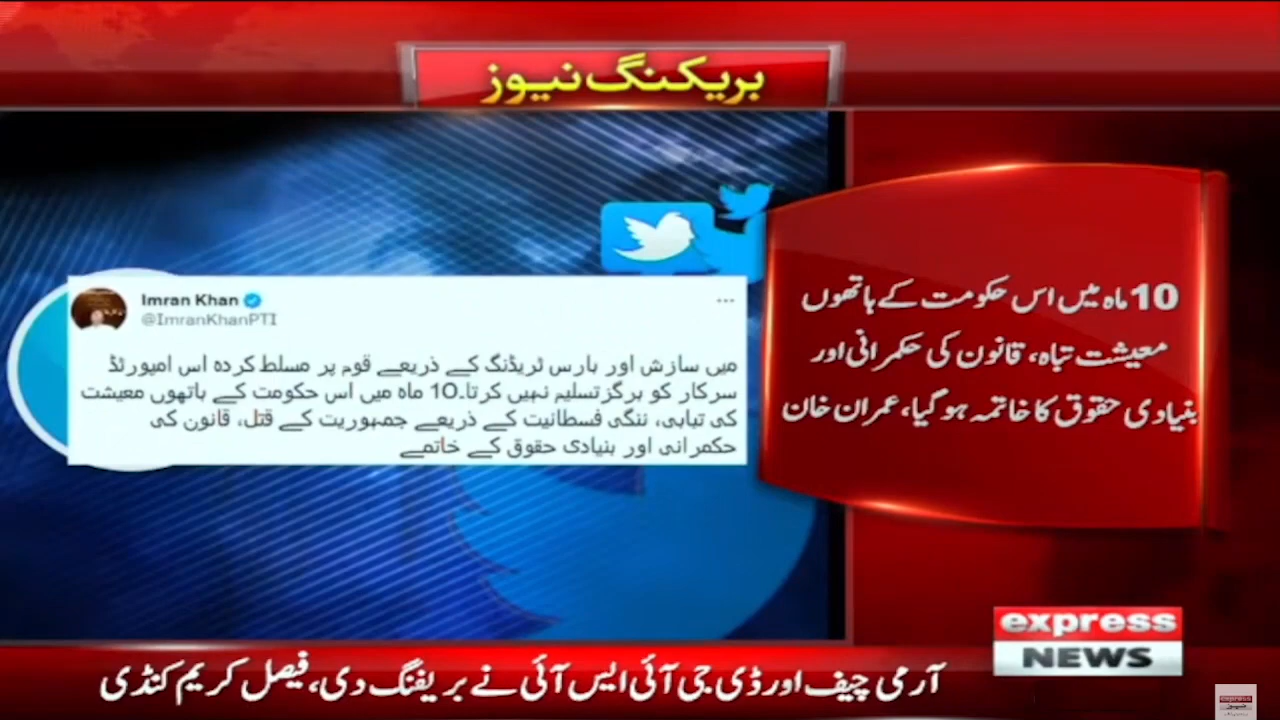 بریکنگ نیوز
Imran Khan
@ImranKhanPTI
میں سازش اور ہارس ٹریڈنگ کے ذریعے قوم پر مسلط کردہ اس امپورٹڈ
سرکار کو ہرگز تسلیم نہیں کرتا۔10 ماہ میں اس حکومت کے ہاتھوں معیشت
کی تباہی، ننگی فسطائیت کے ذریعے جمہوریت کے قتل، قانون کی
حکمرانی اور بنیادی حقوق کے خاتمے
10 ماہ میں اس حکومت کے ہاتھوں
معیشت تباہ، قانون کی حکمرانی اور
بنیادی حقوق کا خاتمہ ہو گیا، عمران خان
express
NEWS
آرمی چیف اور ڈی جی آئی ایس آئی نے بریفنگ دی، فیصل کریم کنڈی
express
نیوز